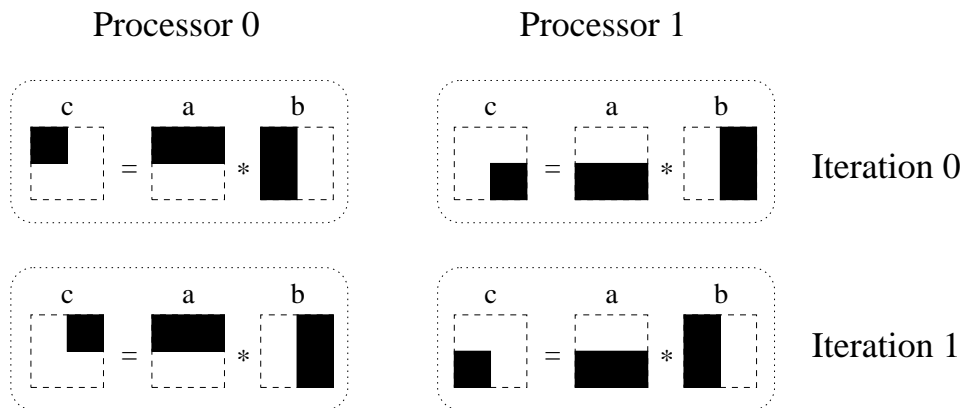 Processor 0 Processor 1
c a b c a b
= * = * Iteration 0
c a b c a b
= * = * Iteration 1